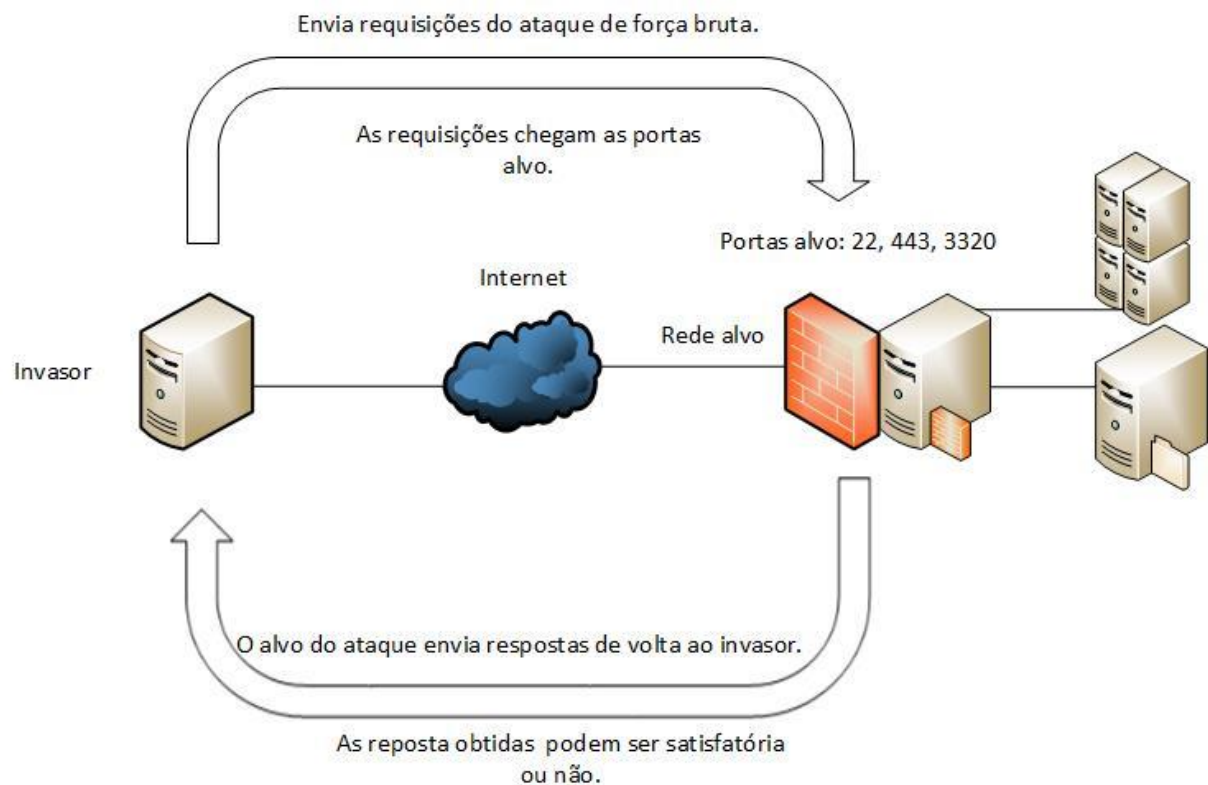 Envia requisições do ataque de força bruta.
As requisições chegam as portas
alvo.
Portas alvo: 22, 443, 3320
Internet
Rede alvo
Invasor
O alvo do ataque envia respostas de volta ao invasor.
As reposta obtidas podem ser satisfatória
ou não.